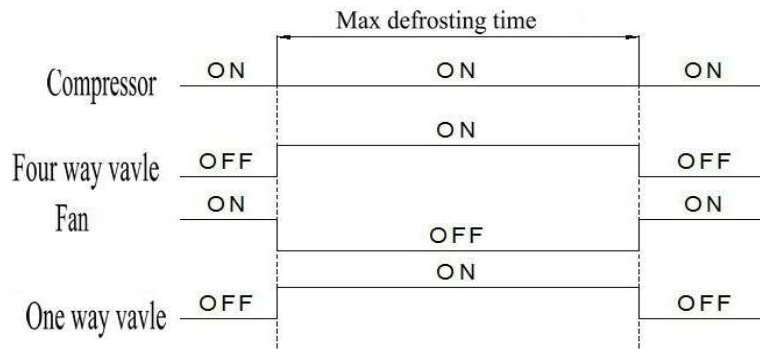 Max defrosting time
ON ON ON
Compressor
ON
Four way vavle OFF OFF
ON ON
Fan
OFF
ON
OFF OFF
One way vavle